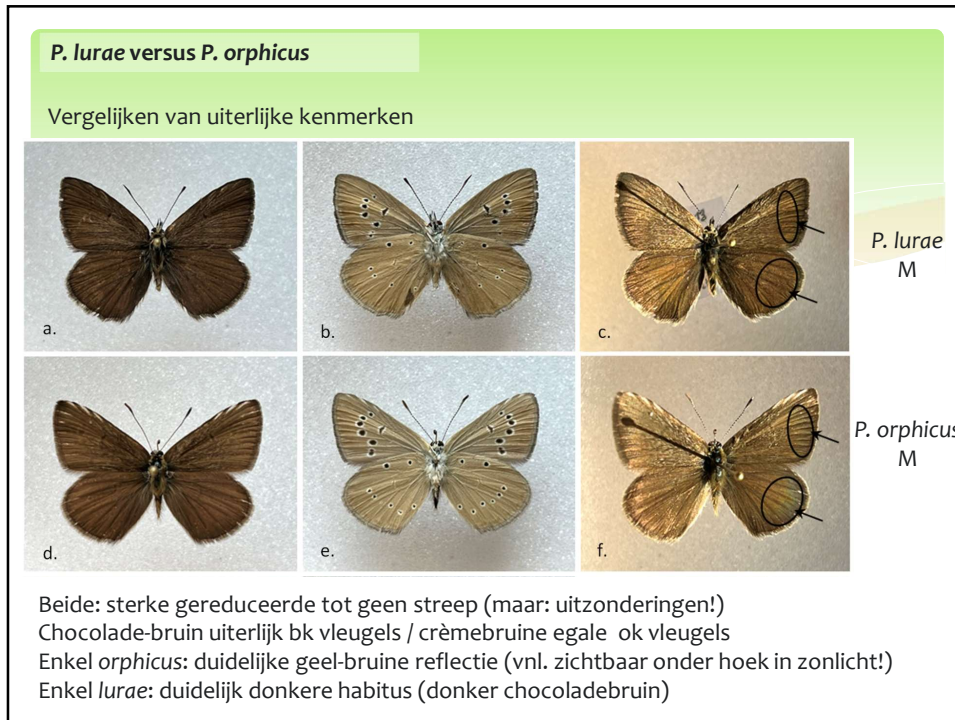 P. lurae versus P. orphicus
Vergelijken van uiterlijke kenmerken
a.
b.
c.
P. lurae
M
d.
e.
f.
P. orphicus
M
Beide: sterke gereduceerde tot geen streep (maar: uitzonderingen!)
Chocolade-bruin uiterlijk bk vleugels / crèmebruine egale ok vleugels
Enkel orphicus: duidelijke geel-bruine reflectie (vnl. zichtbaar onder hoek in zonlicht!)
Enkel lurae: duidelijk donkere habitus (donker chocoladebruin)